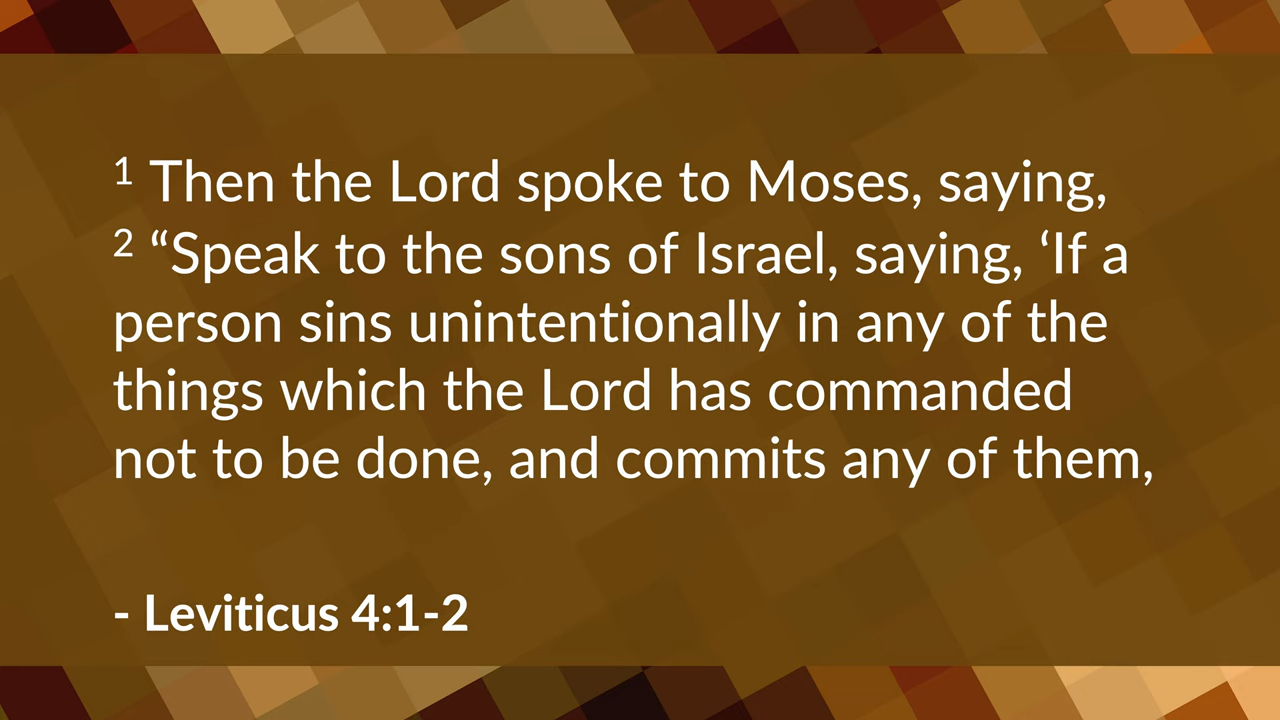 1 Then the Lord spoke to Moses, saying,
2 “Speak to the sons of Israel, saying, ‘If a
person sins unintentionally in any of the
things which the Lord has commanded
not to be done, and commits any of them,
- Leviticus 4:1-2